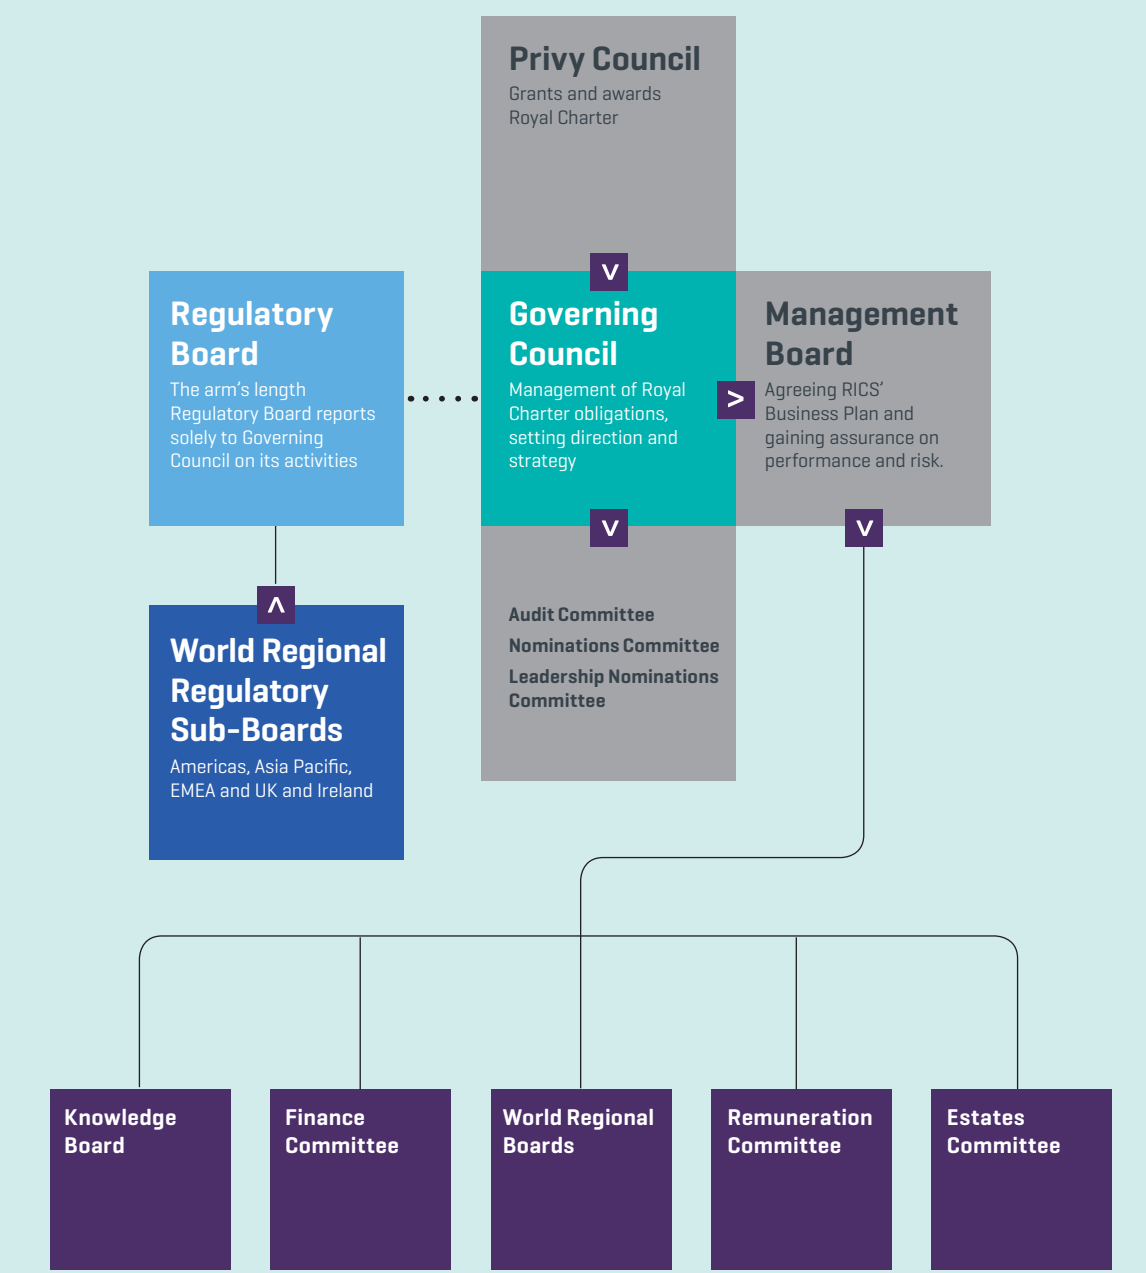 Privy Council
Grants and awards
Royal Charter
V
Regulatory
Board
The arm’s length
Regulatory Board reports
solely to Governing
Council on its activities
Governing
Council
Management of Royal
Charter obligations,
setting direction and
strategy
>
Management
Board
Agreeing RICS’
Business Plan and
gaining assurance on
performance and risk.
V
V
Λ
World Regional
Regulatory
Sub-Boards
Americas, Asia Pacific,
EMEA and UK and Ireland
Audit Committee
Nominations Committee
Leadership Nominations
Committee
Knowledge
Board
Finance
Committee
World Regional
Boards
Remuneration
Committee
Estates
Committee